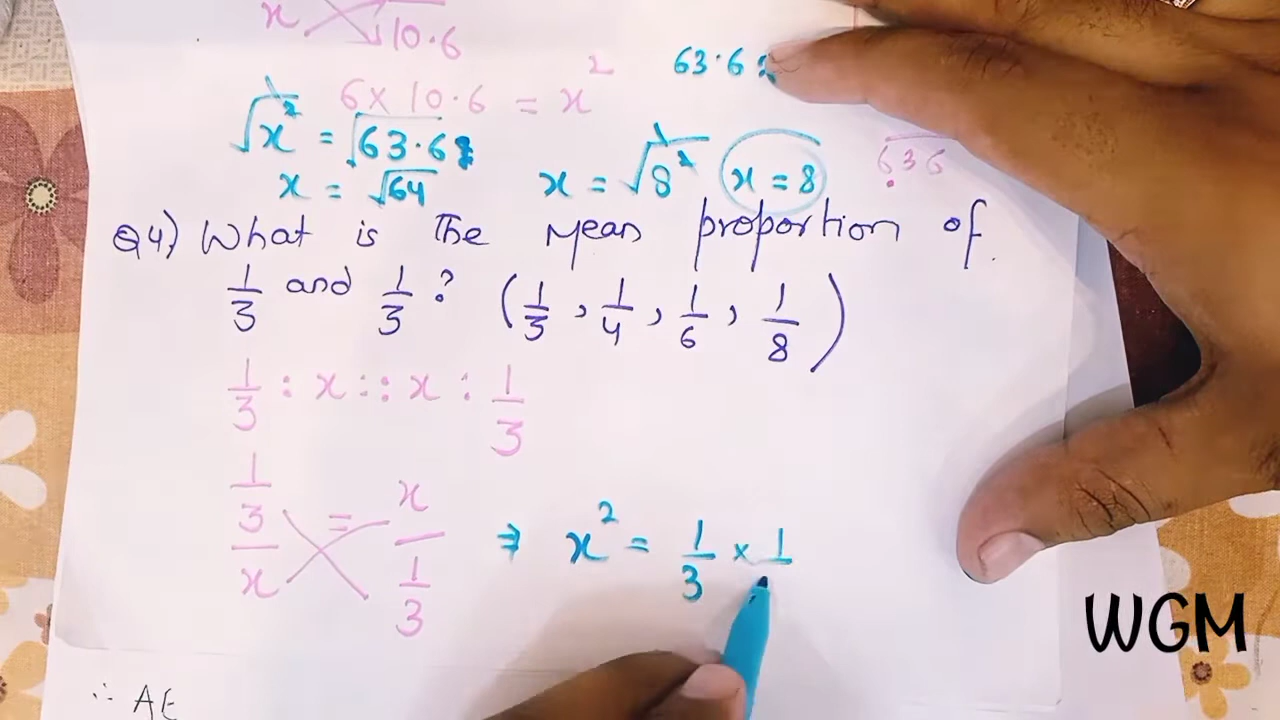 x √10.6
6 × 10.6 = x²
63.6
√x² = √63.6
636
x = √64
x = √8²
x = 8
Q4) What is the Mean proportion of
1/3 and 1/3 ? (1/3, 1/4, 1/6, 1/8)
1/3 : x :: x : 1/3
1/3 / x = x / 1/3 ⇒ x² = 1/3 × 1
WGM
∴ AE